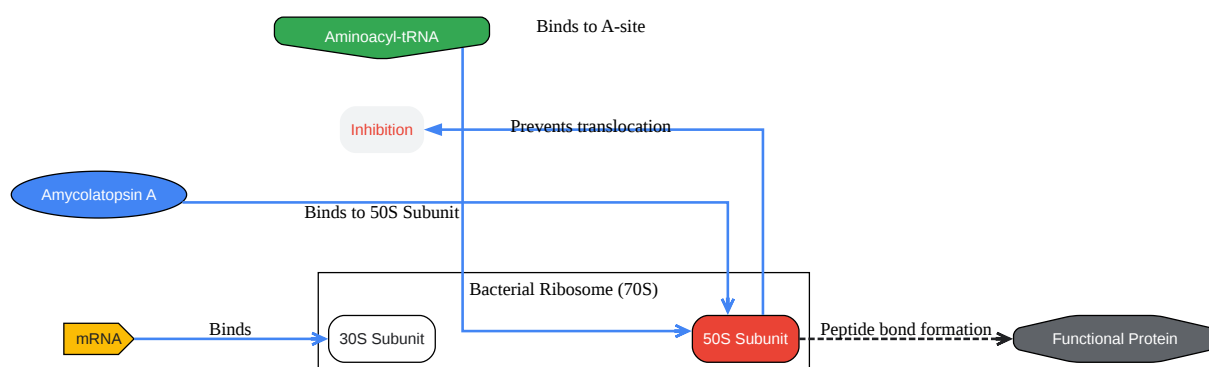 Aminoacyl-tRNA
Binds to A-site
Inhibition
Prevents translocation
Amycolatopsin A
Binds to 50S Subunit
Bacterial Ribosome (70S)
mRNA
Binds
30S Subunit
50S Subunit
Peptide bond formation
Functional Protein